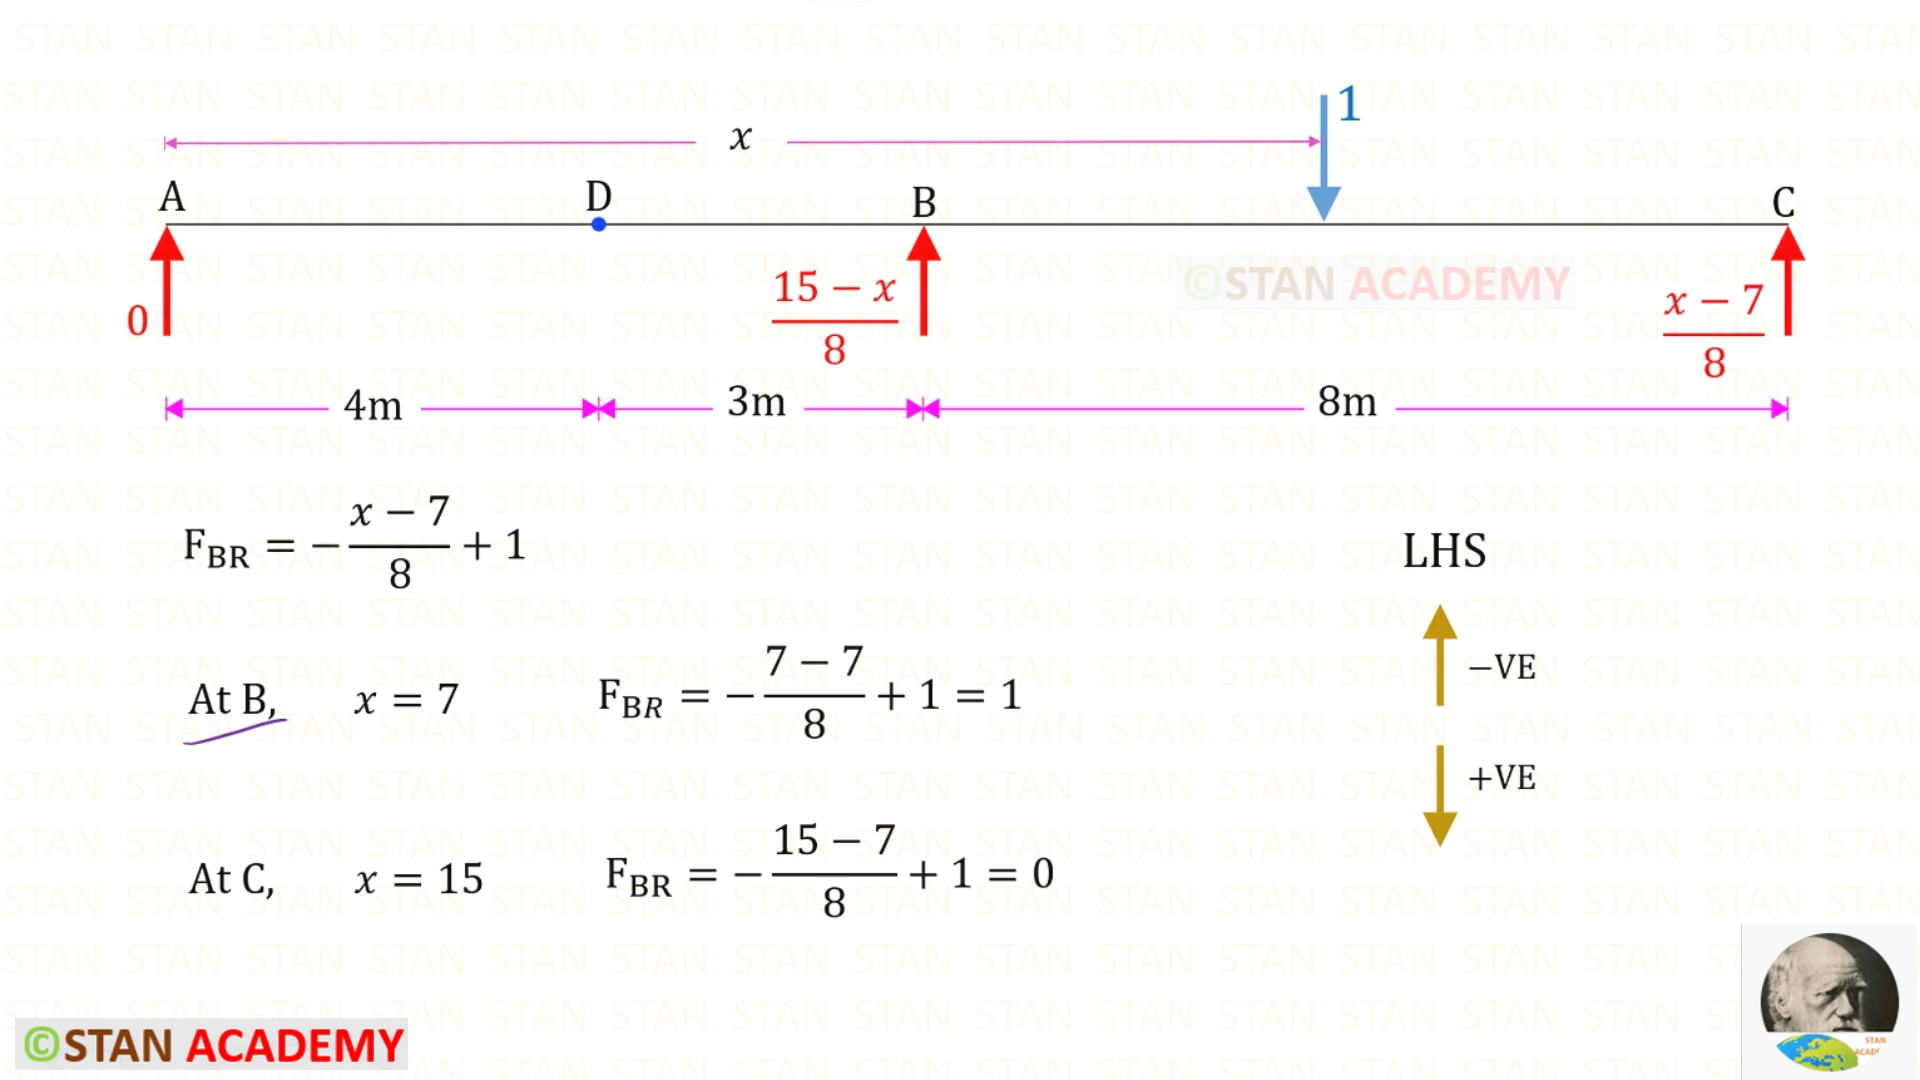 1
x
A D B C
©STAN ACADEMY
0
15 − x / 8
x − 7 / 8
4m 3m 8m
F_BR = − (x − 7)/8 + 1
LHS
At B, x = 7 F_BR = − (7 − 7)/8 + 1 = 1
−VE
+VE
At C, x = 15 F_BR = − (15 − 7)/8 + 1 = 0
©STAN ACADEMY
STAN